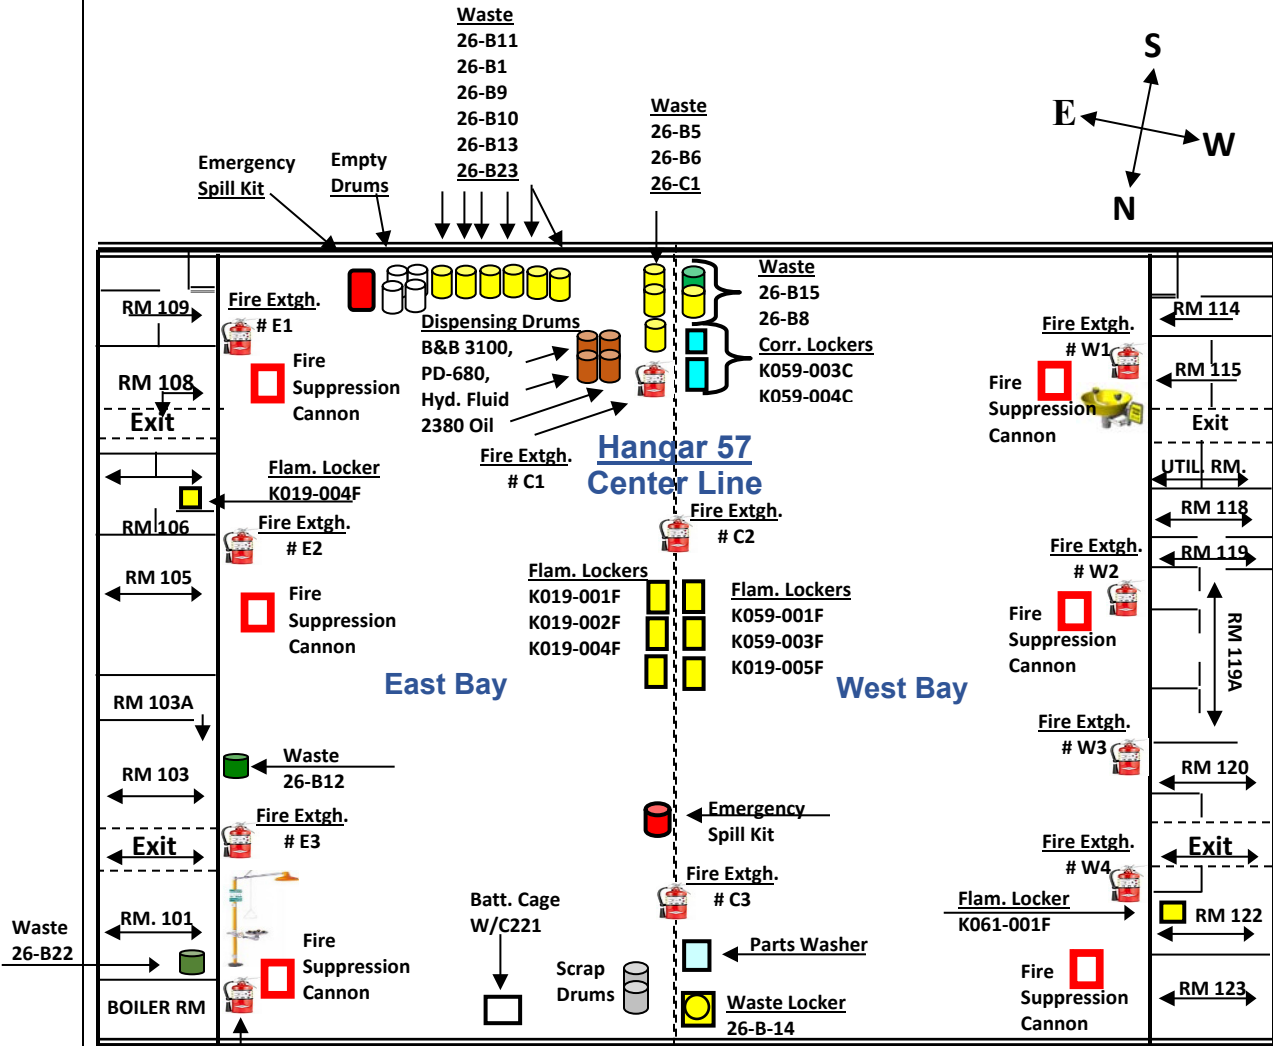 Waste
26-B11
26-B1
26-B9
26-B10
26-B13
26-B23
Waste
26-B5
26-B6
26-C1
S
E
W
N
Emergency
Spill Kit
Empty
Drums
Waste
26-B15
26-B8
Corr. Lockers
K059-003C
K059-004C
RM 109
Fire Extgh.
# E1
Dispensing Drums
B&B 3100,
PD-680,
Hyd. Fluid
2380 Oil
Fire
Suppression
Cannon
RM 108
Exit
Fire Extgh.
# C1
Hangar 57
Center Line
Fire Extgh.
# W1
Fire
Suppression
Cannon
RM 114
RM 115
Exit
UTIL. RM.
Flam. Locker
K019-004F
RM 106
Fire Extgh.
# E2
Fire Extgh.
# C2
RM 118
RM 119
Fire Extgh.
# W2
RM 105
Fire
Suppression
Cannon
Flam. Lockers
K019-001F
K019-002F
K019-004F
Flam. Lockers
K059-001F
K059-003F
K019-005F
Fire
Suppression
Cannon
RM 119A
East Bay
West Bay
RM 103A
Fire Extgh.
# W3
RM 103
Waste
26-B12
RM 120
Emergency
Spill Kit
Fire Extgh.
# E3
Exit
Fire Extgh.
# W4
Exit
Fire Extgh.
# C3
Batt. Cage
W/C221
Flam. Locker
K061-001F
RM 122
Waste
26-B22
RM. 101
Fire
Suppression
Cannon
Parts Washer
Scrap
Drums
Waste Locker
26-B-14
Fire
Suppression
Cannon
RM 123
BOILER RM